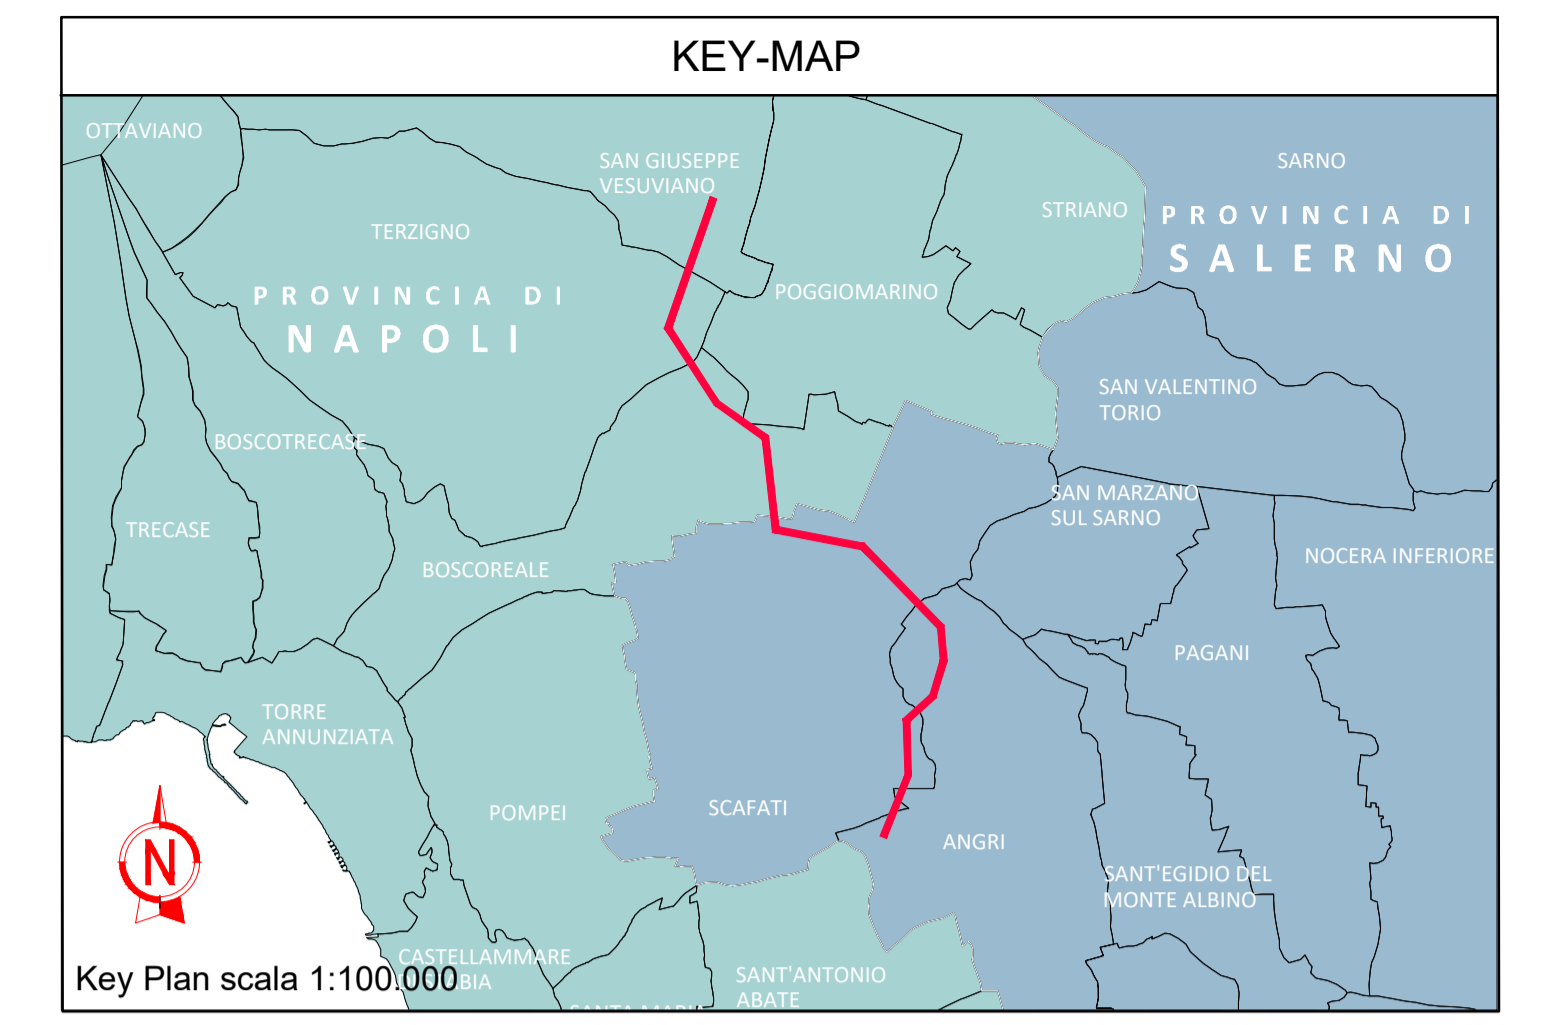 KEY-MAP
OTTAVIANO
SAN GIUSEPPE
VESUVIANO
SARNO
STRIANO
PROVINCIA DI
SALERNO
TERZIGNO
PROVINCIA DI
NAPOLI
POGGIOMARINO
SAN VALENTINO
TORIO
BOSCOTRECASE
SAN MARZANO
SUL SARNO
TRECASE
NOCERA INFERIORE
BOSCOREALE
PAGANI
TORRE
ANNUNZIATA
POMPEI
SCAFATI
ANGRI
N
SANT'EGIDIO DEL
MONTE ALBINO
CASTELLAMMARE
SANT'ANTONIO
ABATE
Key Plan scala 1:100.000